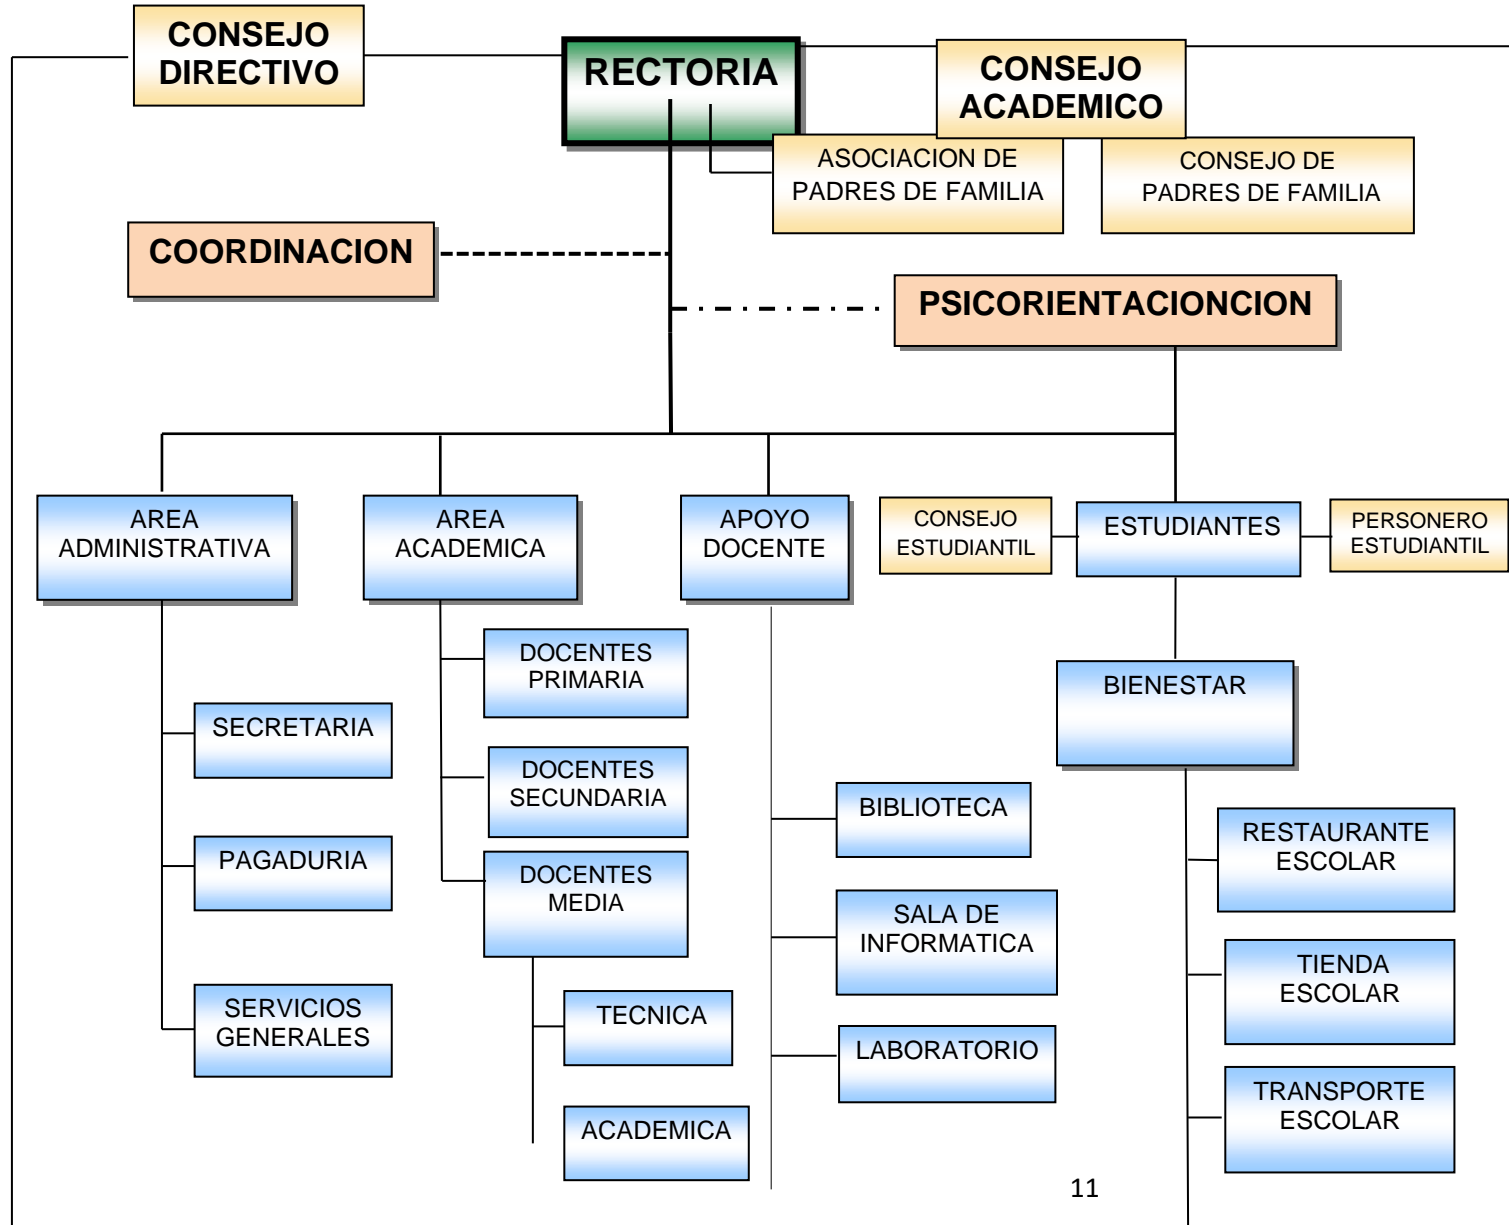 CONSEJO
DIRECTIVO
RECTORIA
CONSEJO
ACADEMICO
ASOCIACION DE
PADRES DE FAMILIA
CONSEJO DE
PADRES DE FAMILIA
COORDINACION
PSICORIENTACIONCION
AREA
ADMINISTRATIVA
AREA
ACADEMICA
APOYO
DOCENTE
CONSEJO
ESTUDIANTIL
ESTUDIANTES
PERSONERO
ESTUDIANTIL
DOCENTES
PRIMARIA
BIENESTAR
SECRETARIA
DOCENTES
SECUNDARIA
BIBLIOTECA
RESTAURANTE
ESCOLAR
PAGADURIA
DOCENTES
MEDIA
SALA DE
INFORMATICA
TIENDA
ESCOLAR
SERVICIOS
GENERALES
TECNICA
LABORATORIO
TRANSPORTE
ESCOLAR
ACADEMICA
11